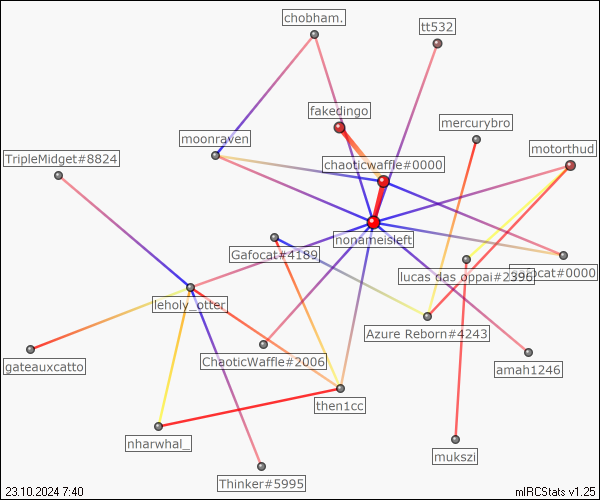 chobham.
tt532
fakedingo
mercurybro
moonraven
motorthud
TripleMidget#8824
chaoticwaffle#0000
nonameisleft
Gafocat#4189
lucas das oppai#2396
gafocat#0000
leholy_otter
Azure Reborn#4243
gateauxcatto
ChaoticWaffle#2006
amah1246
then1cc
nharwhal_
mukszi
Thinker#5995
23.10.2024 7:40
mIRCStats v1.25